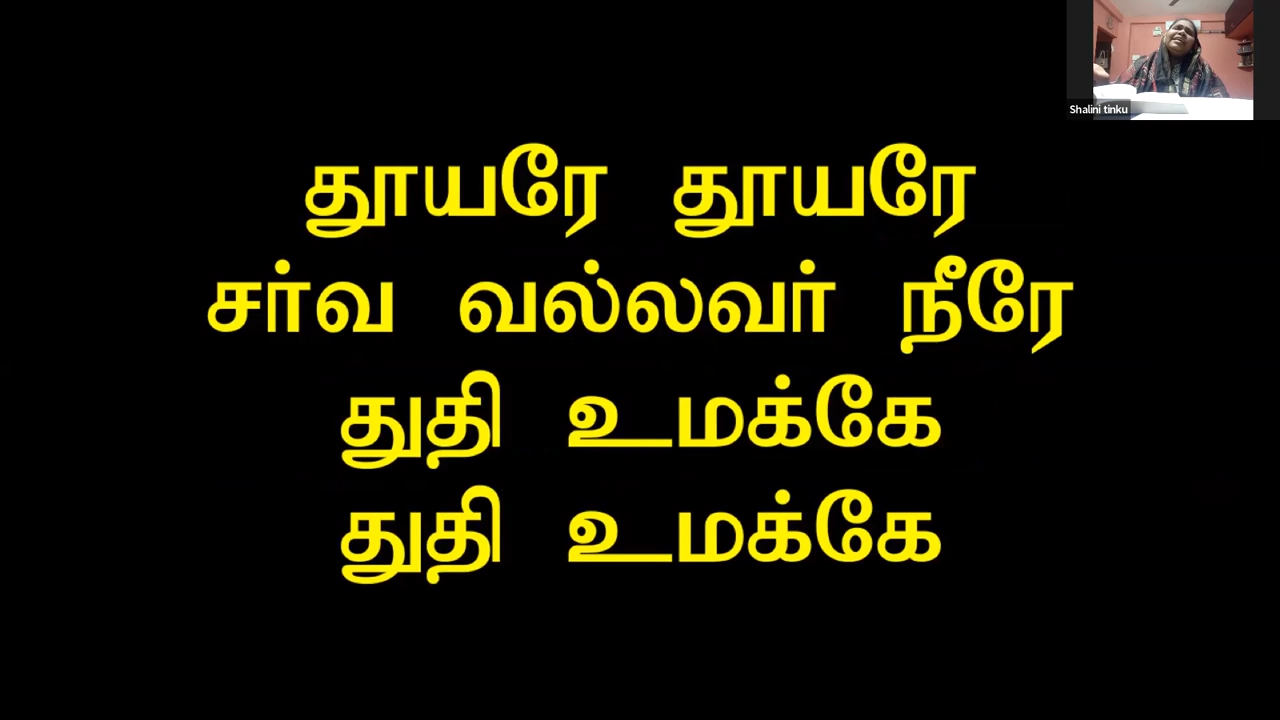 Shalini tinku
தூயரே தூயரே
சர்வ வல்லவர் நீரே
துதி உமக்கே
துதி உமக்கே